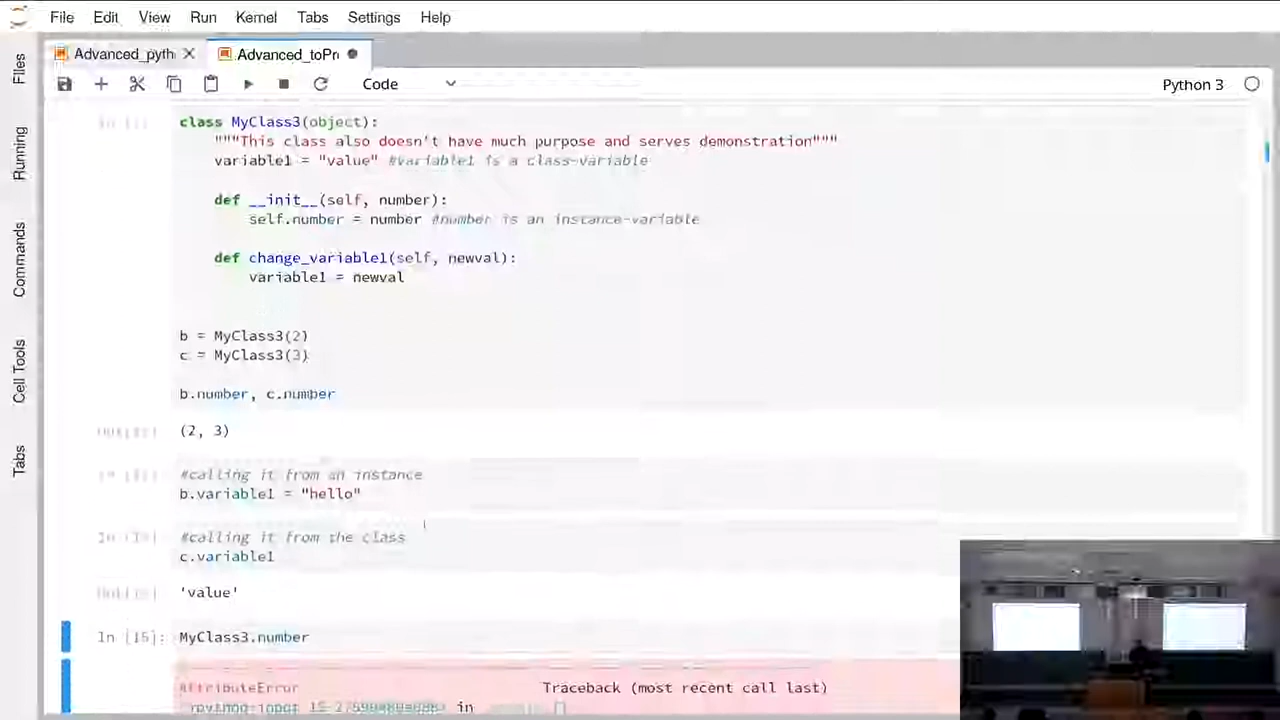 File Edit View Run Kernel Tabs Settings Help
Files
Running
Commands
Cell Tools
Tabs
Advanced_pyth
Advanced_toPr
Code
Python 3
class MyClass3(object):
"""This class also doesn't have much purpose and serves demonstration"""
variable1 = "value" #variable1 is a class-variable
def __init__(self, number):
self.number = number #number is an instance-variable
def change_variable1(self, newval):
variable1 = newval
b = MyClass3(2)
c = MyClass3(3)
b.number, c.number
(2, 3)
#calling it from an instance
b.variable1 = "hello"
#calling it from the class
c.variable1
'value'
In [15]: MyClass3.number
AttributeError Traceback (most recent call last)
in